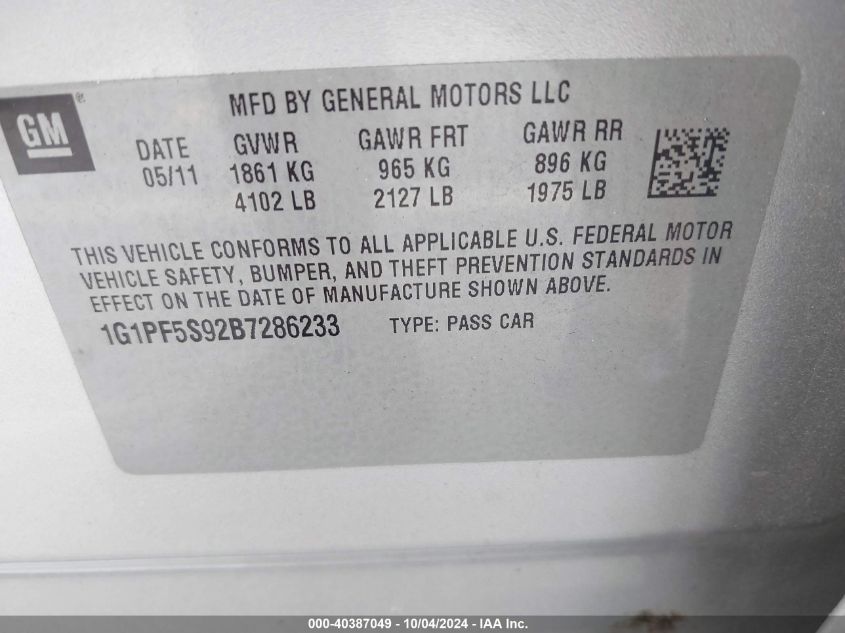 GM®
MFD BY GENERAL MOTORS LLC
DATE GVWR GAWR FRT GAWR RR
05/11 1861 KG 965 KG 896 KG
4102 LB 2127 LB 1975 LB
THIS VEHICLE CONFORMS TO ALL APPLICABLE U.S. FEDERAL MOTOR
VEHICLE SAFETY, BUMPER, AND THEFT PREVENTION STANDARDS IN
EFFECT ON THE DATE OF MANUFACTURE SHOWN ABOVE.
1G1PF5S92B7286233 TYPE: PASS CAR
000-40387049 - 10/04/2024 - IAA Inc.